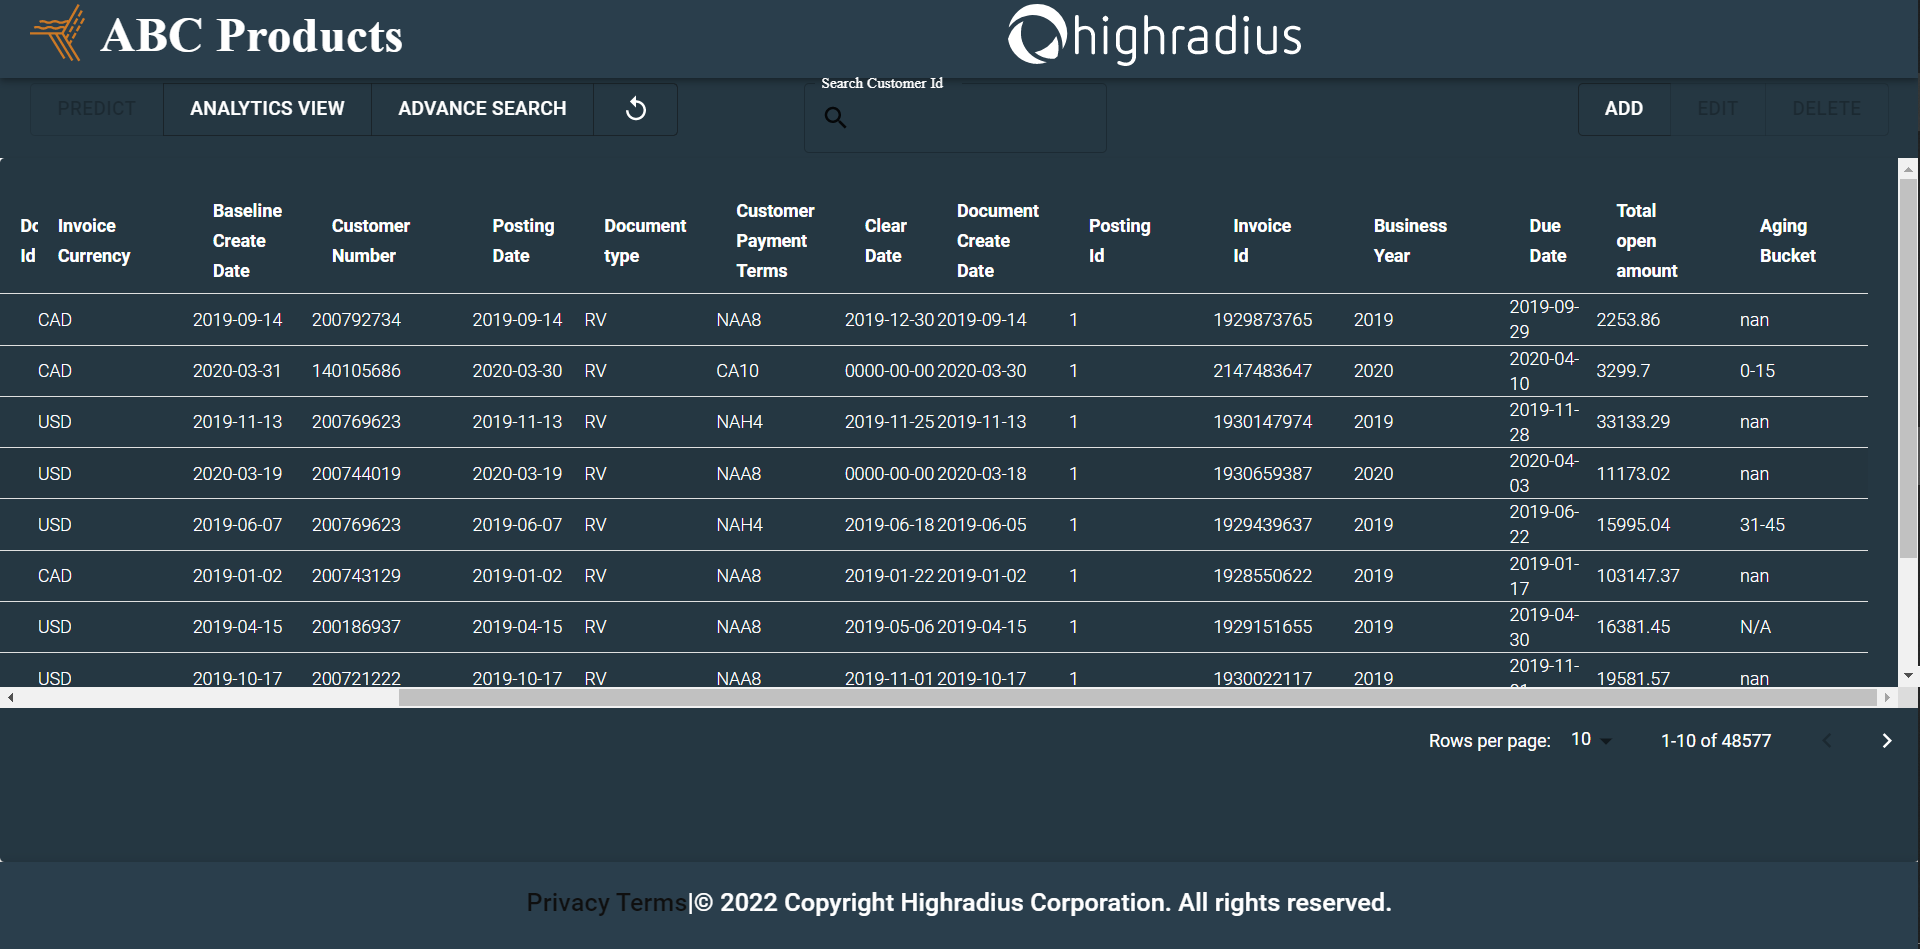 ABC Products
highradius
PREDICT ANALYTICS VIEW ADVANCE SEARCH
Search Customer Id
ADD EDIT DELETE
Do Id Invoice Currency Baseline Create Date Customer Number Posting Date Document type Customer Payment Terms Clear Date Document Create Date Posting Id Invoice Id Business Year Due Date Total open amount Aging Bucket
CAD 2019-09-14 200792734 2019-09-14 RV NAA8 2019-12-30 2019-09-14 1 1929873765 2019 2019-09-29 2253.86 nan
CAD 2020-03-31 140105686 2020-03-30 RV CA10 0000-00-00 2020-03-30 1 2147483647 2020 2020-04-10 3299.7 0-15
USD 2019-11-13 200769623 2019-11-13 RV NAH4 2019-11-25 2019-11-13 1 1930147974 2019 2019-11-28 33133.29 nan
USD 2020-03-19 200744019 2020-03-19 RV NAA8 0000-00-00 2020-03-18 1 1930659387 2020 2020-04-03 11173.02 nan
USD 2019-06-07 200769623 2019-06-07 RV NAH4 2019-06-18 2019-06-05 1 1929439637 2019 2019-06-22 15995.04 31-45
CAD 2019-01-02 200743129 2019-01-02 RV NAA8 2019-01-22 2019-01-02 1 1928550622 2019 2019-01-17 103147.37 nan
USD 2019-04-15 200186937 2019-04-15 RV NAA8 2019-05-06 2019-04-15 1 1929151655 2019 2019-04-30 16381.45 N/A
USD 2019-10-17 200721222 2019-10-17 RV NAA8 2019-11-01 2019-10-17 1 1930022117 2019 2019-11- 19581.57 nan
Rows per page: 10 1-10 of 48577
Privacy Terms|© 2022 Copyright Highradius Corporation. All rights reserved.